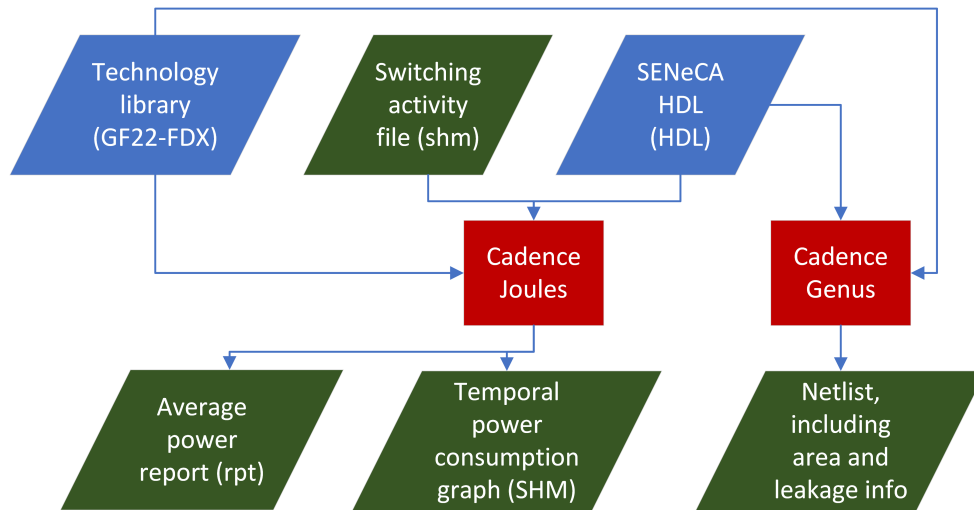 Technology
library
(GF22-FDX)
Switching
activity
file (shm)
SENeCA
HDL
(HDL)
Cadence
Joules
Cadence
Genus
Average
power
report (rpt)
Temporal
power
consumption
graph (SHM)
Netlist,
including
area and
leakage info